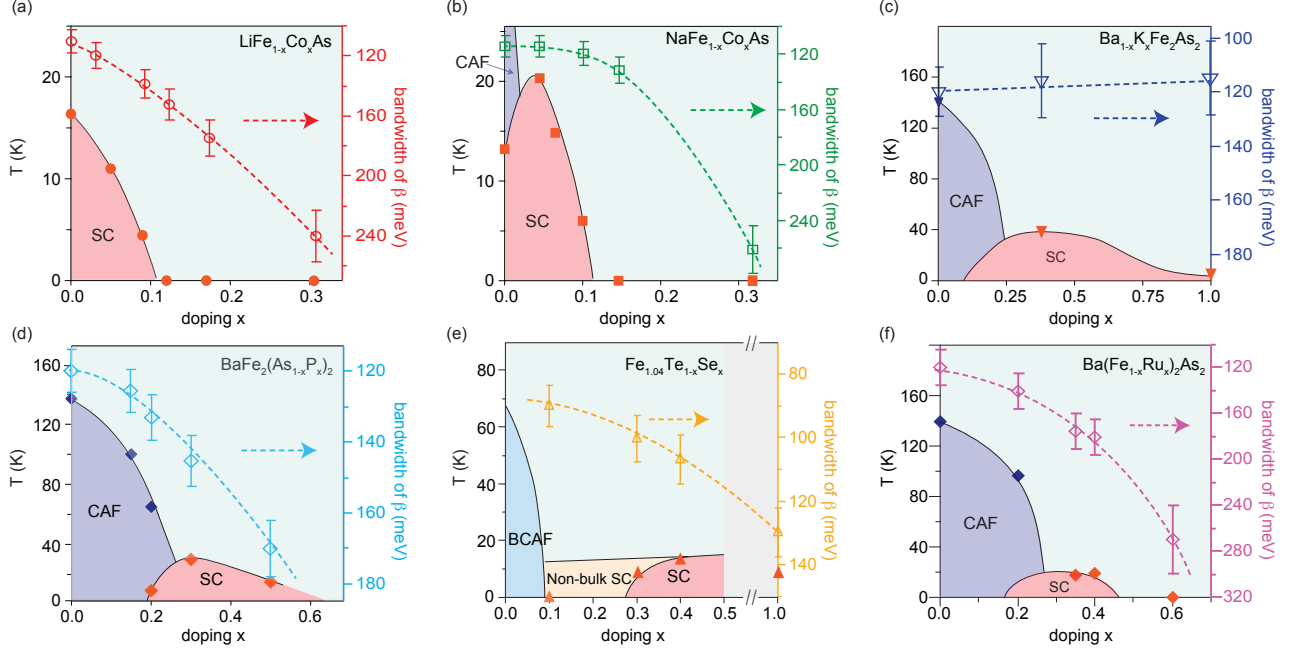 (a)
LiFe1-xCoxAs
CAF
SC
T (K)
20
10
0
0.0
0.1
0.2
0.3
doping x
120
160
200
240
bandwidth of β (meV)
(b)
NaFe1-xCoxAs
CAF
SC
T (K)
20
10
0
0.0
0.1
0.2
0.3
doping x
120
160
200
240
bandwidth of β (meV)
(c)
Ba1-xKxFe2As2
CAF
SC
T (K)
160
120
80
40
0
0.0
0.25
0.5
0.75
1.0
doping x
100
120
140
160
180
bandwidth of β (meV)
(d)
BaFe2(As1-xPx)2
CAF
SC
T (K)
160
120
80
40
0
0.0
0.2
0.4
0.6
doping x
120
145
170
180
bandwidth of β (meV)
(e)
Fe1.04Te1-xSex
BCAF
Non-bulk SC
SC
T (K)
80
60
40
20
0
0.0
0.1
0.2
0.3
0.4
0.5
//
//
1.0
doping x
80
100
120
140
bandwidth of β (meV)
(f)
Ba(Fe1-xRux)2As2
CAF
SC
T (K)
160
120
80
40
0
0.0
0.2
0.4
0.6
doping x
120
140
180
280
320
bandwidth of β (meV)